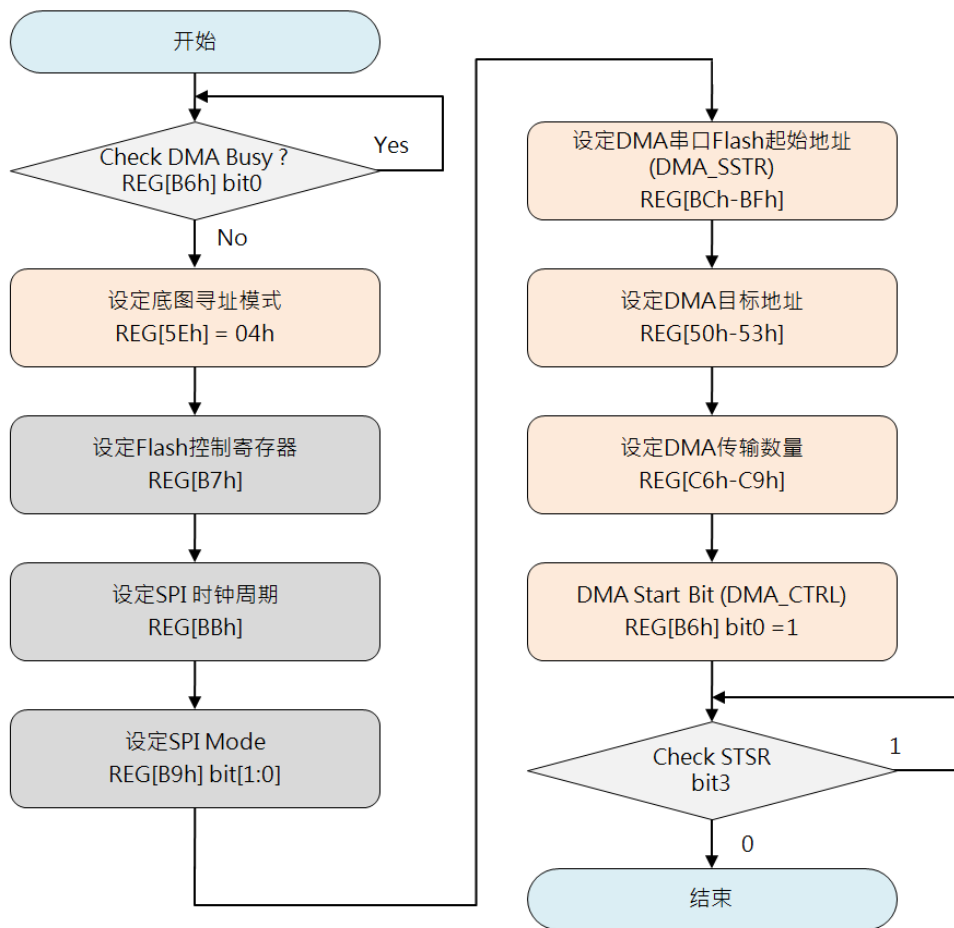 开始
Check DMA Busy ?
REG[B6h] bit0
Yes
No
设定底图寻址模式
REG[5Eh] = 04h
设定Flash控制寄存器
REG[B7h]
设定SPI 时钟周期
REG[BBh]
设定SPI Mode
REG[B9h] bit[1:0]
设定DMA串口Flash起始地址
(DMA_SSTR)
REG[BCh-BFh]
设定DMA目标地址
REG[50h-53h]
设定DMA传输数量
REG[C6h-C9h]
DMA Start Bit (DMA_CTRL)
REG[B6h] bit0 =1
Check STSR
bit3
1
0
结束